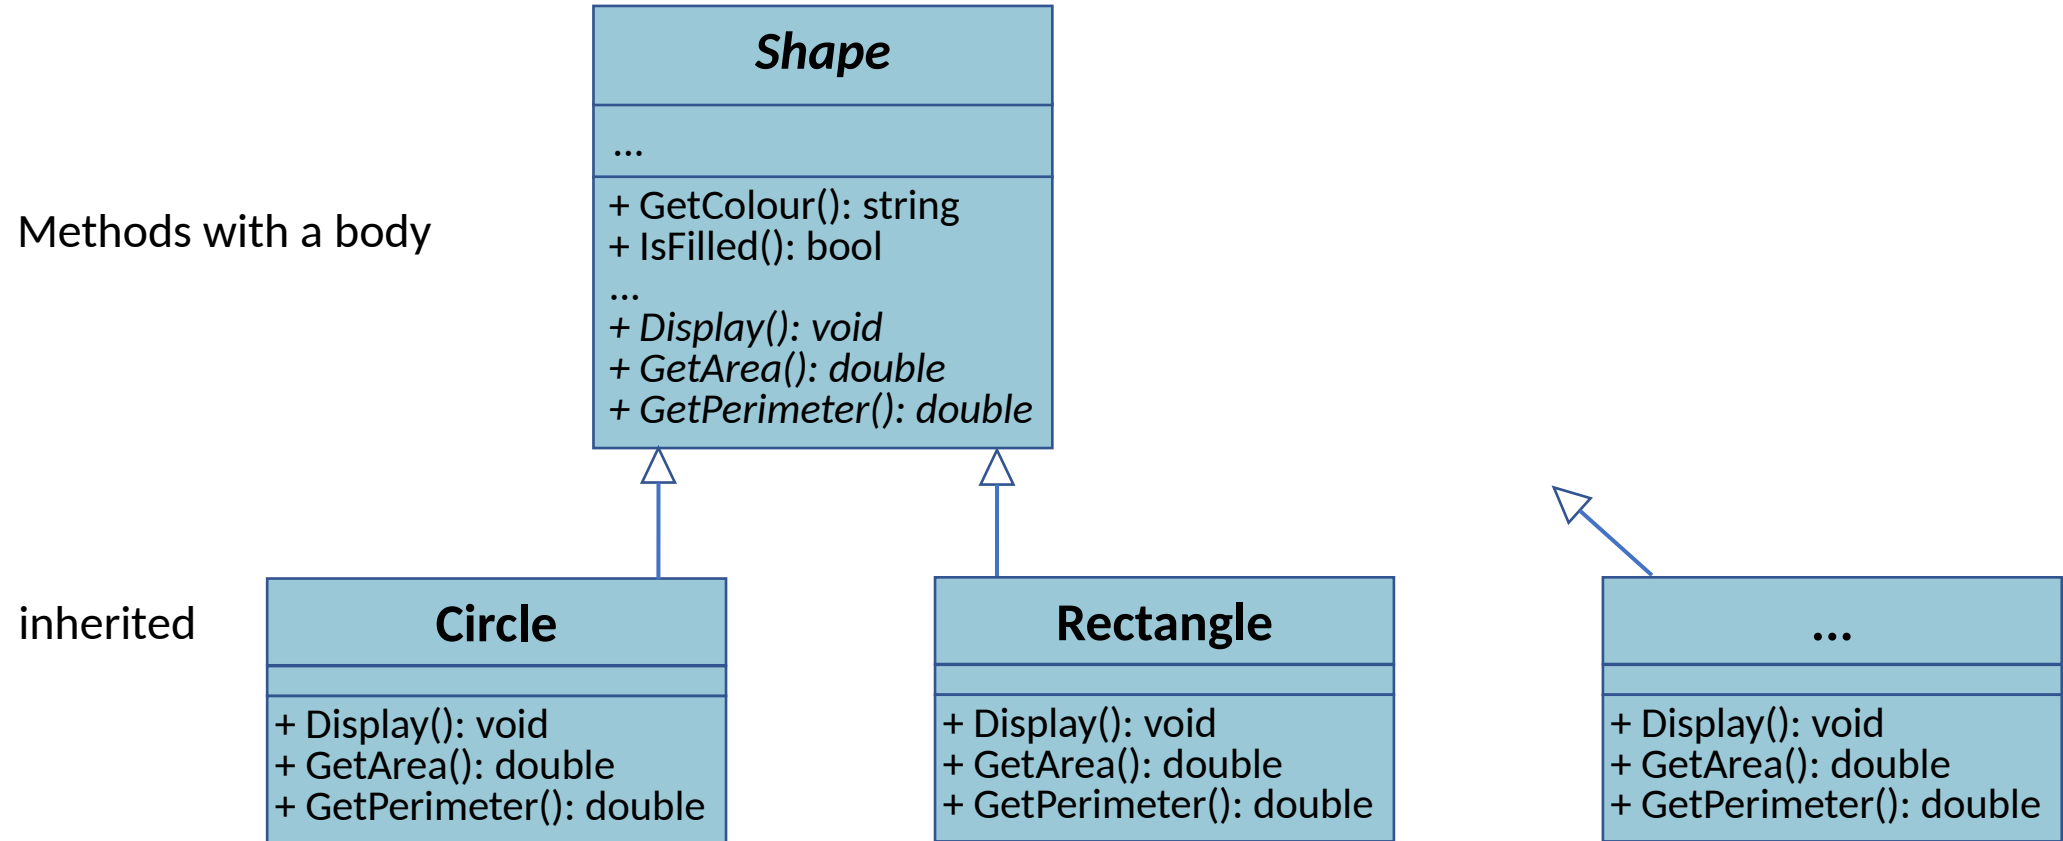 Shape
...
+ GetColour(): string
+ IsFilled(): bool
...
+ Display(): void
+ GetArea(): double
+ GetPerimeter(): double
Methods with a body
inherited
Circle
+ Display(): void
+ GetArea(): double
+ GetPerimeter(): double
Rectangle
+ Display(): void
+ GetArea(): double
+ GetPerimeter(): double
...
+ Display(): void
+ GetArea(): double
+ GetPerimeter(): double